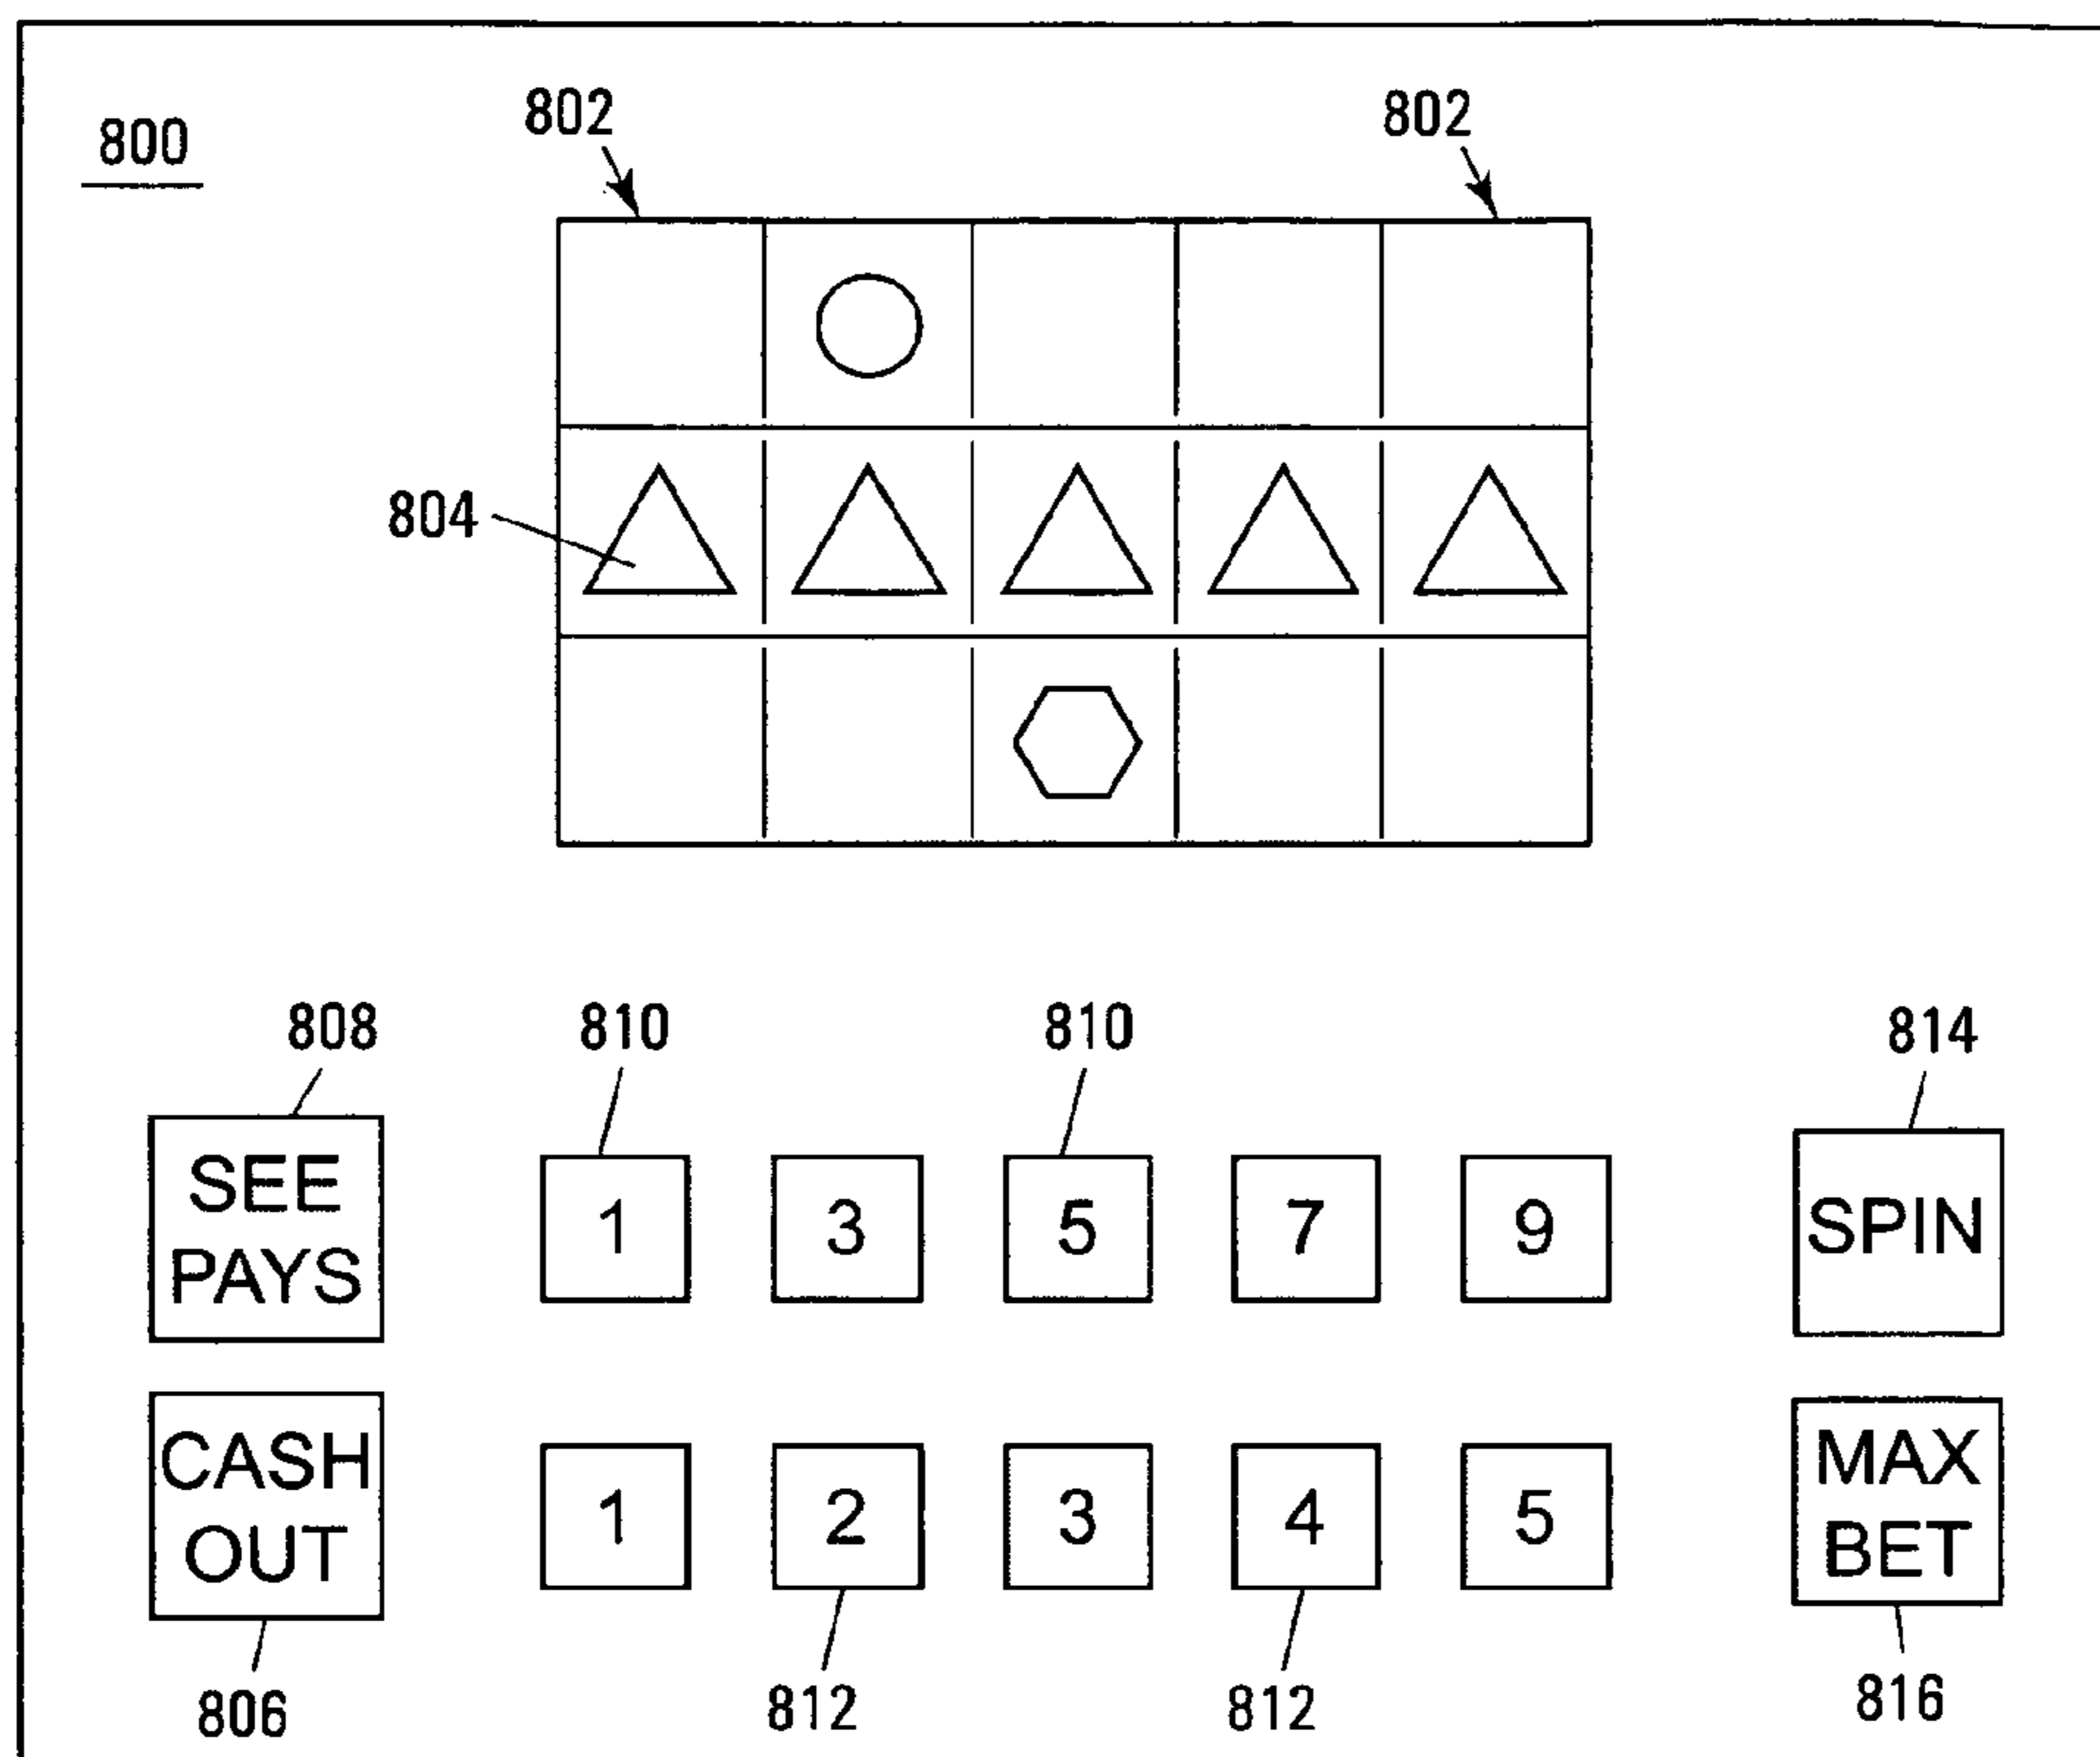 800
802 802
804
808 810 810 814
SEE
PAYS
1 3 5 7 9
SPIN
CASH
OUT
1 2 3 4 5
MAX
BET
806 812 812 816